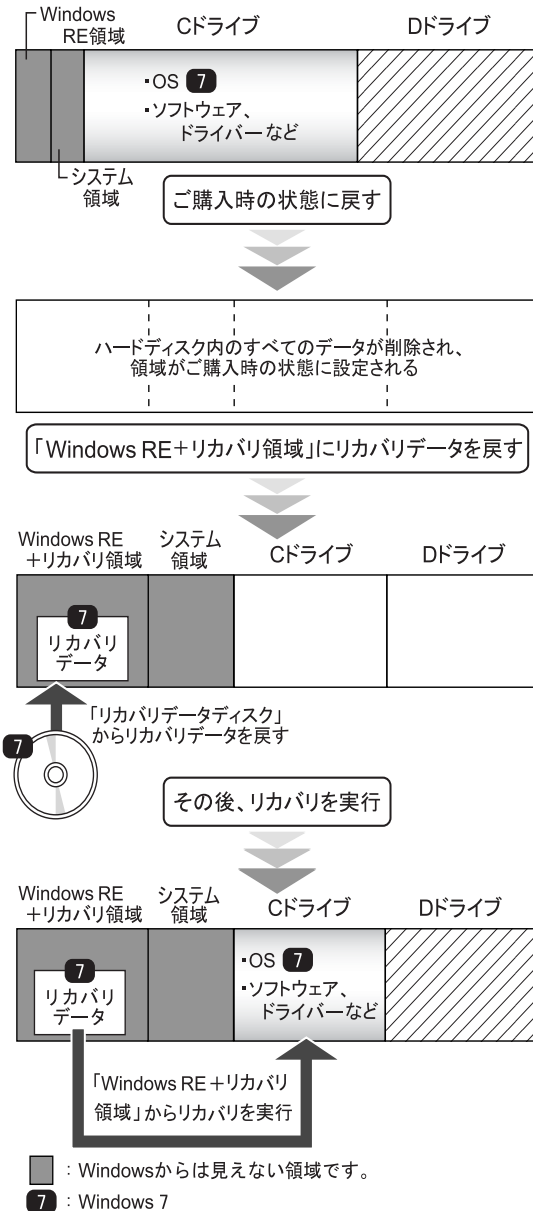 Windows
RE領域
Cドライブ
Dドライブ
・OS 7
・ソフトウェア、
ドライバーなど
システム
領域
ご購入時の状態に戻す
ハードディスク内のすべてのデータが削除され、
領域がご購入時の状態に設定される
「Windows RE+リカバリ領域」にリカバリデータを戻す
Windows RE
+リカバリ領域
システム
領域
Cドライブ
Dドライブ
7
リカバリ
データ
「リカバリデータディスク」
からリカバリデータを戻す
7
その後、リカバリを実行
Windows RE
+リカバリ領域
システム
領域
Cドライブ
Dドライブ
7
リカバリ
データ
・OS 7
・ソフトウェア、
ドライバーなど
「Windows RE+リカバリ
領域」からリカバリを実行
：Windowsからは見えない領域です。
7：Windows 7